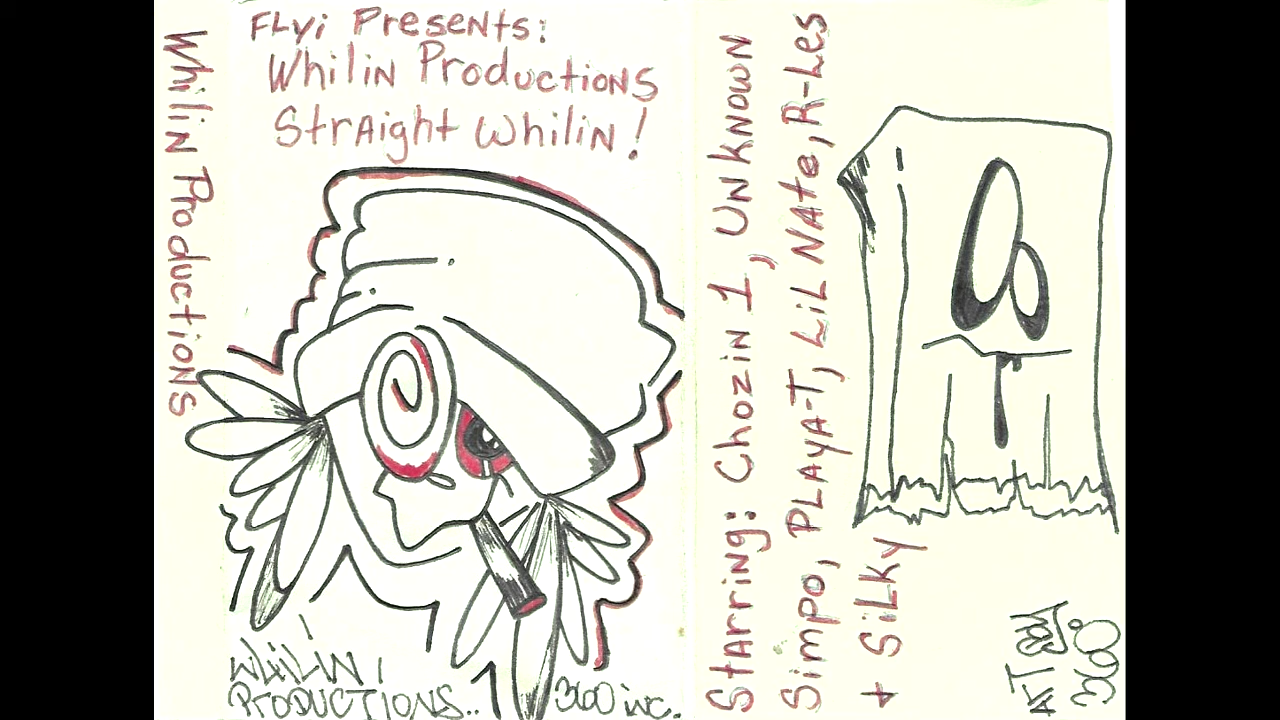 Whilin Productions
FLyi Presents:
Whilin Productions
Straight Whilin!
WHiLiN
PRODUCTIONS..
360 inc.
Starring: Chozin 1, Unknown
Simpo, PLAYA-T, LiL NAte, R-Les
+ SiLKy
360°